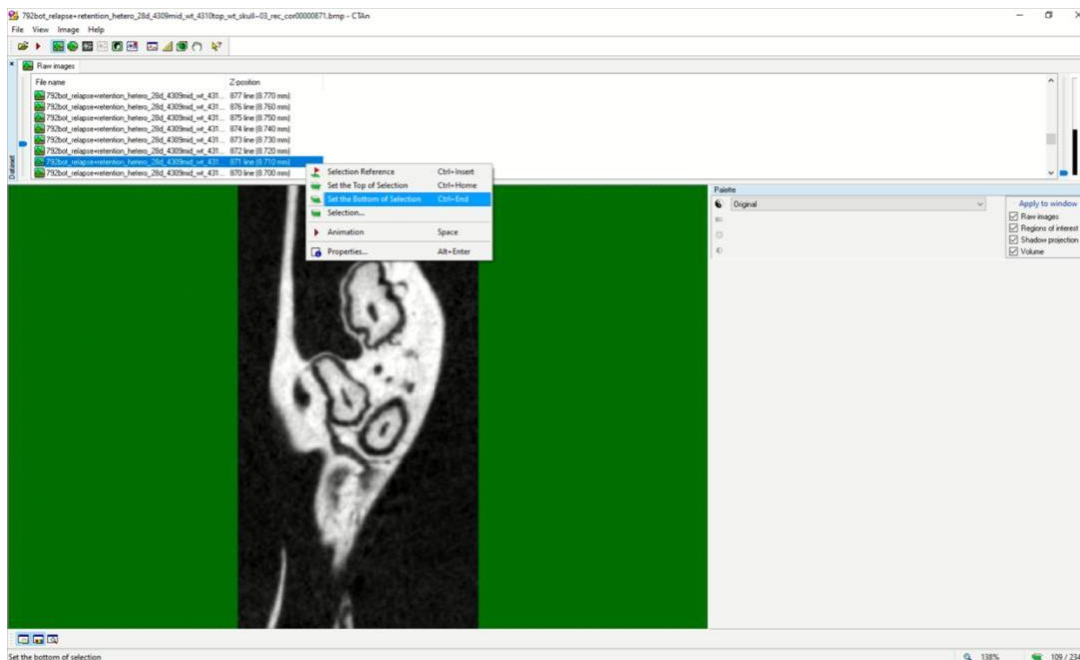 792bot_relapse+retention_hetero_28d_4309mid_wt_4310top_wt_skull~03_rec_cor00000871.bmp - CTAn
File View Image Help
Raw images
File name Z-position
792bot_relapse+retention_hetero_28d_4309mid_wt_431... 877 line (8.770 mm)
792bot_relapse+retention_hetero_28d_4309mid_wt_431... 876 line (8.760 mm)
792bot_relapse+retention_hetero_28d_4309mid_wt_431... 875 line (8.750 mm)
792bot_relapse+retention_hetero_28d_4309mid_wt_431... 874 line (8.740 mm)
792bot_relapse+retention_hetero_28d_4309mid_wt_431... 873 line (8.730 mm)
792bot_relapse+retention_hetero_28d_4309mid_wt_431... 872 line (8.720 mm)
792bot_relapse+retention_hetero_28d_4309mid_wt_431... 871 line (8.710 mm)
792bot_relapse+retention_hetero_28d_4309mid_wt_431... 870 line (8.700 mm)
Dataset
Selection Reference Ctrl+Insert
Set the Top of Selection Ctrl+Home
Set the Bottom of Selection Ctrl+End
Selection...
Animation Space
Properties... Alt+Enter
Palette
Original
Apply to window
Raw images
Regions of interest
Shadow projection
Volume
Set the bottom of selection
138%
109 / 234